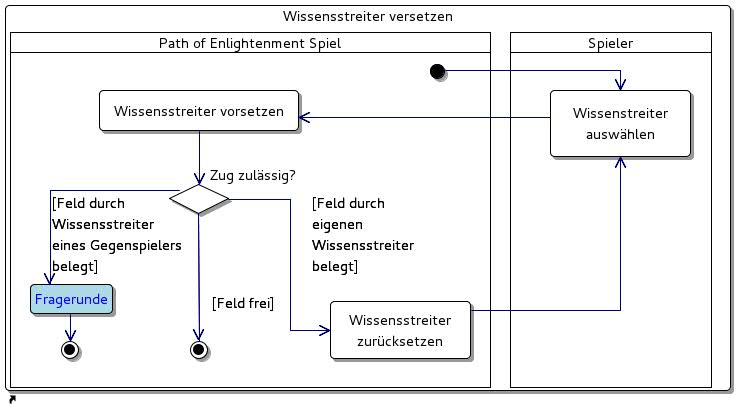 Wissensstreiter versetzen
Path of Enlightenment Spiel
Spieler
Wissensstreiter vorsetzen
Wissenstreiter
auswählen
Zug zulässig?
[Feld durch
Wissensstreiter
eines Gegenspielers
belegt]
[Feld durch
eigenen
Wissensstreiter
belegt]
Fragerunde
[Feld frei]
Wissensstreiter
zurücksetzen